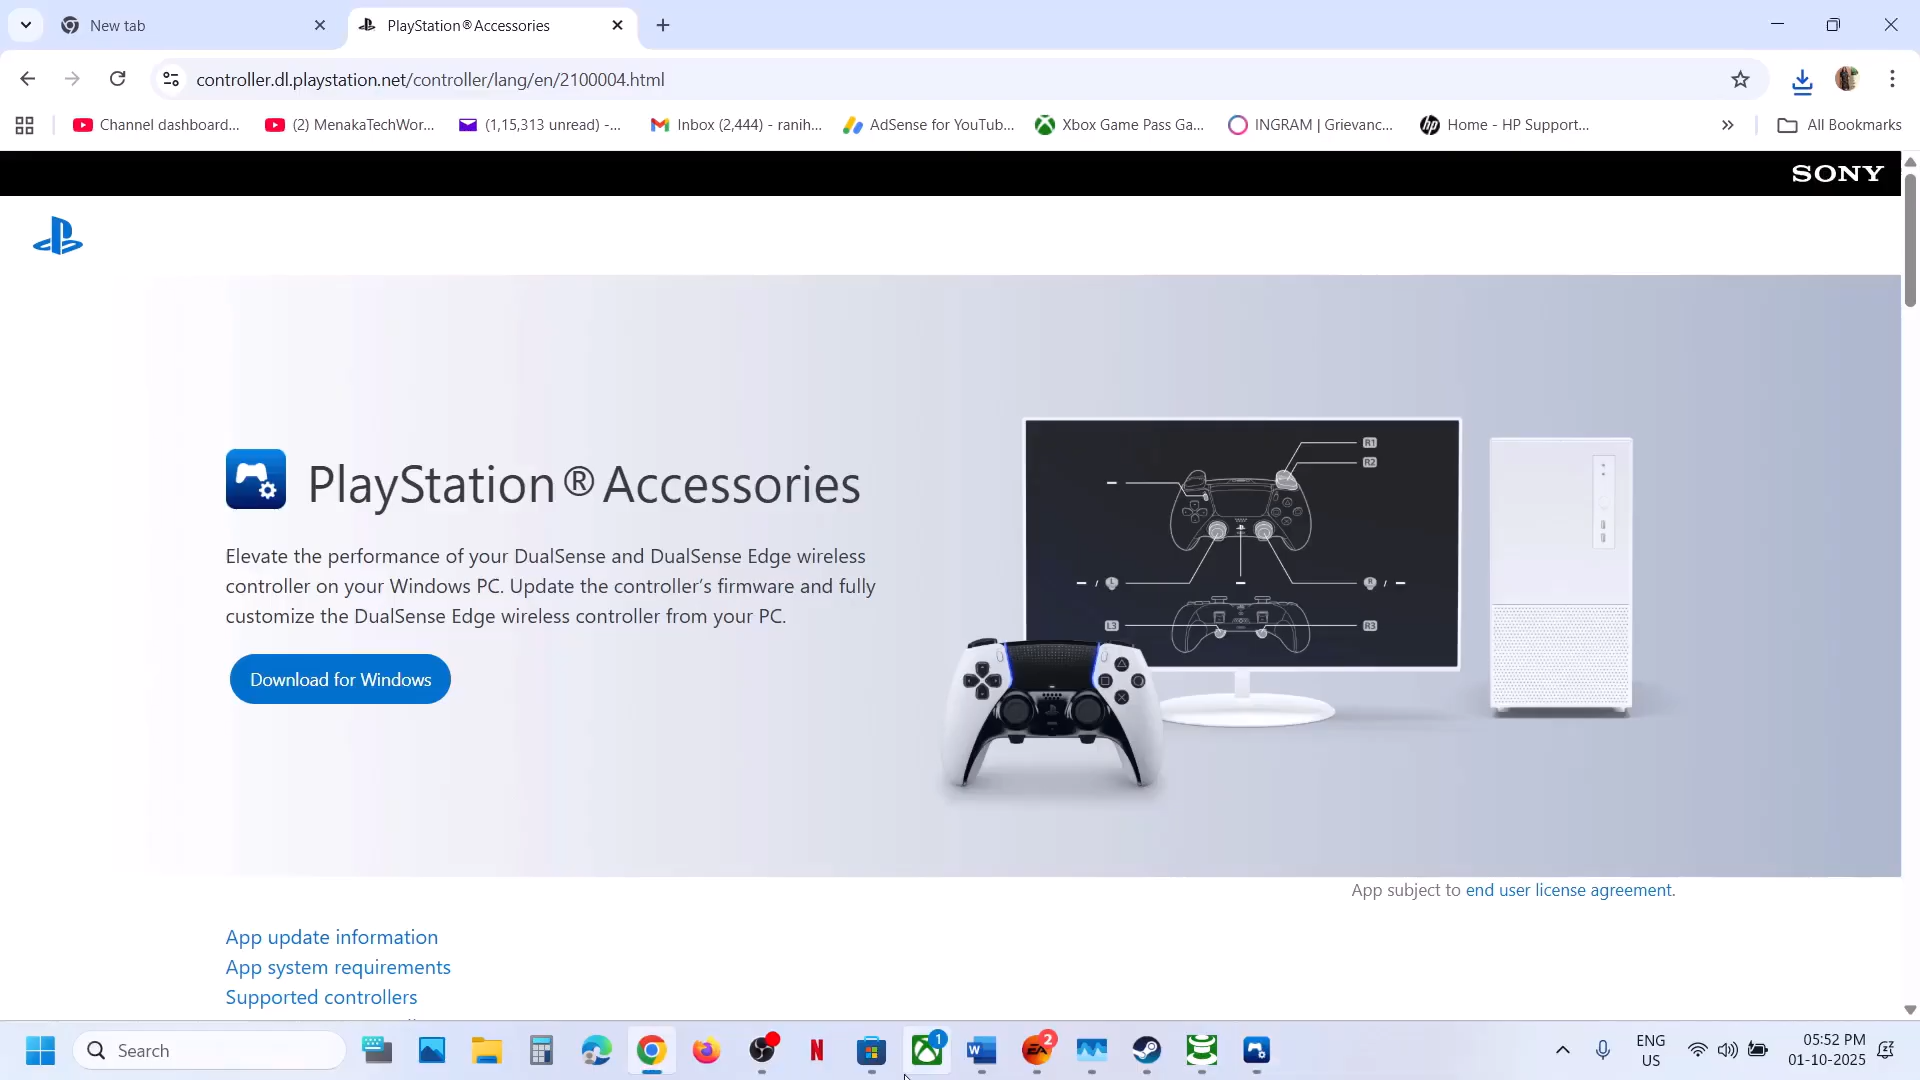 New tab
PlayStation®Accessories
controller.dl.playstation.net/controller/lang/en/2100004.html
Channel dashboard...
(2) MenakaTechWor...
(1,15,313 unread) -...
Inbox (2,444) - ranih...
AdSense for YouTub...
Xbox Game Pass Ga...
INGRAM | Grievanc...
Home - HP Support...
All Bookmarks
SONY
PlayStation®Accessories
Elevate the performance of your DualSense and DualSense Edge wireless
controller on your Windows PC. Update the controller's firmware and fully
customize the DualSense Edge wireless controller from your PC.
Download for Windows
R1
R2
L
R
L3
R3
App subject to end user license agreement.
App update information
App system requirements
Supported controllers
Search
1
2
ENG
US
05:52 PM
01-10-2025